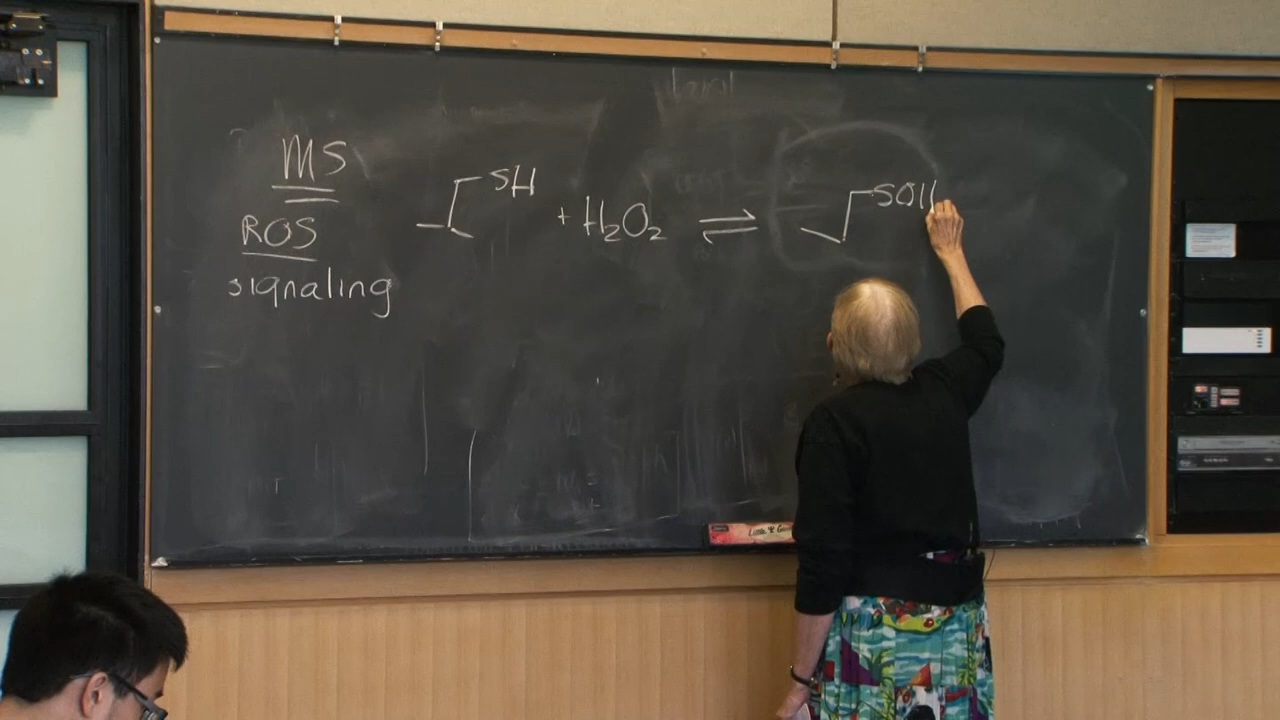 MS
ROS
signaling
SH
+ H₂O₂ ⇌
SOH